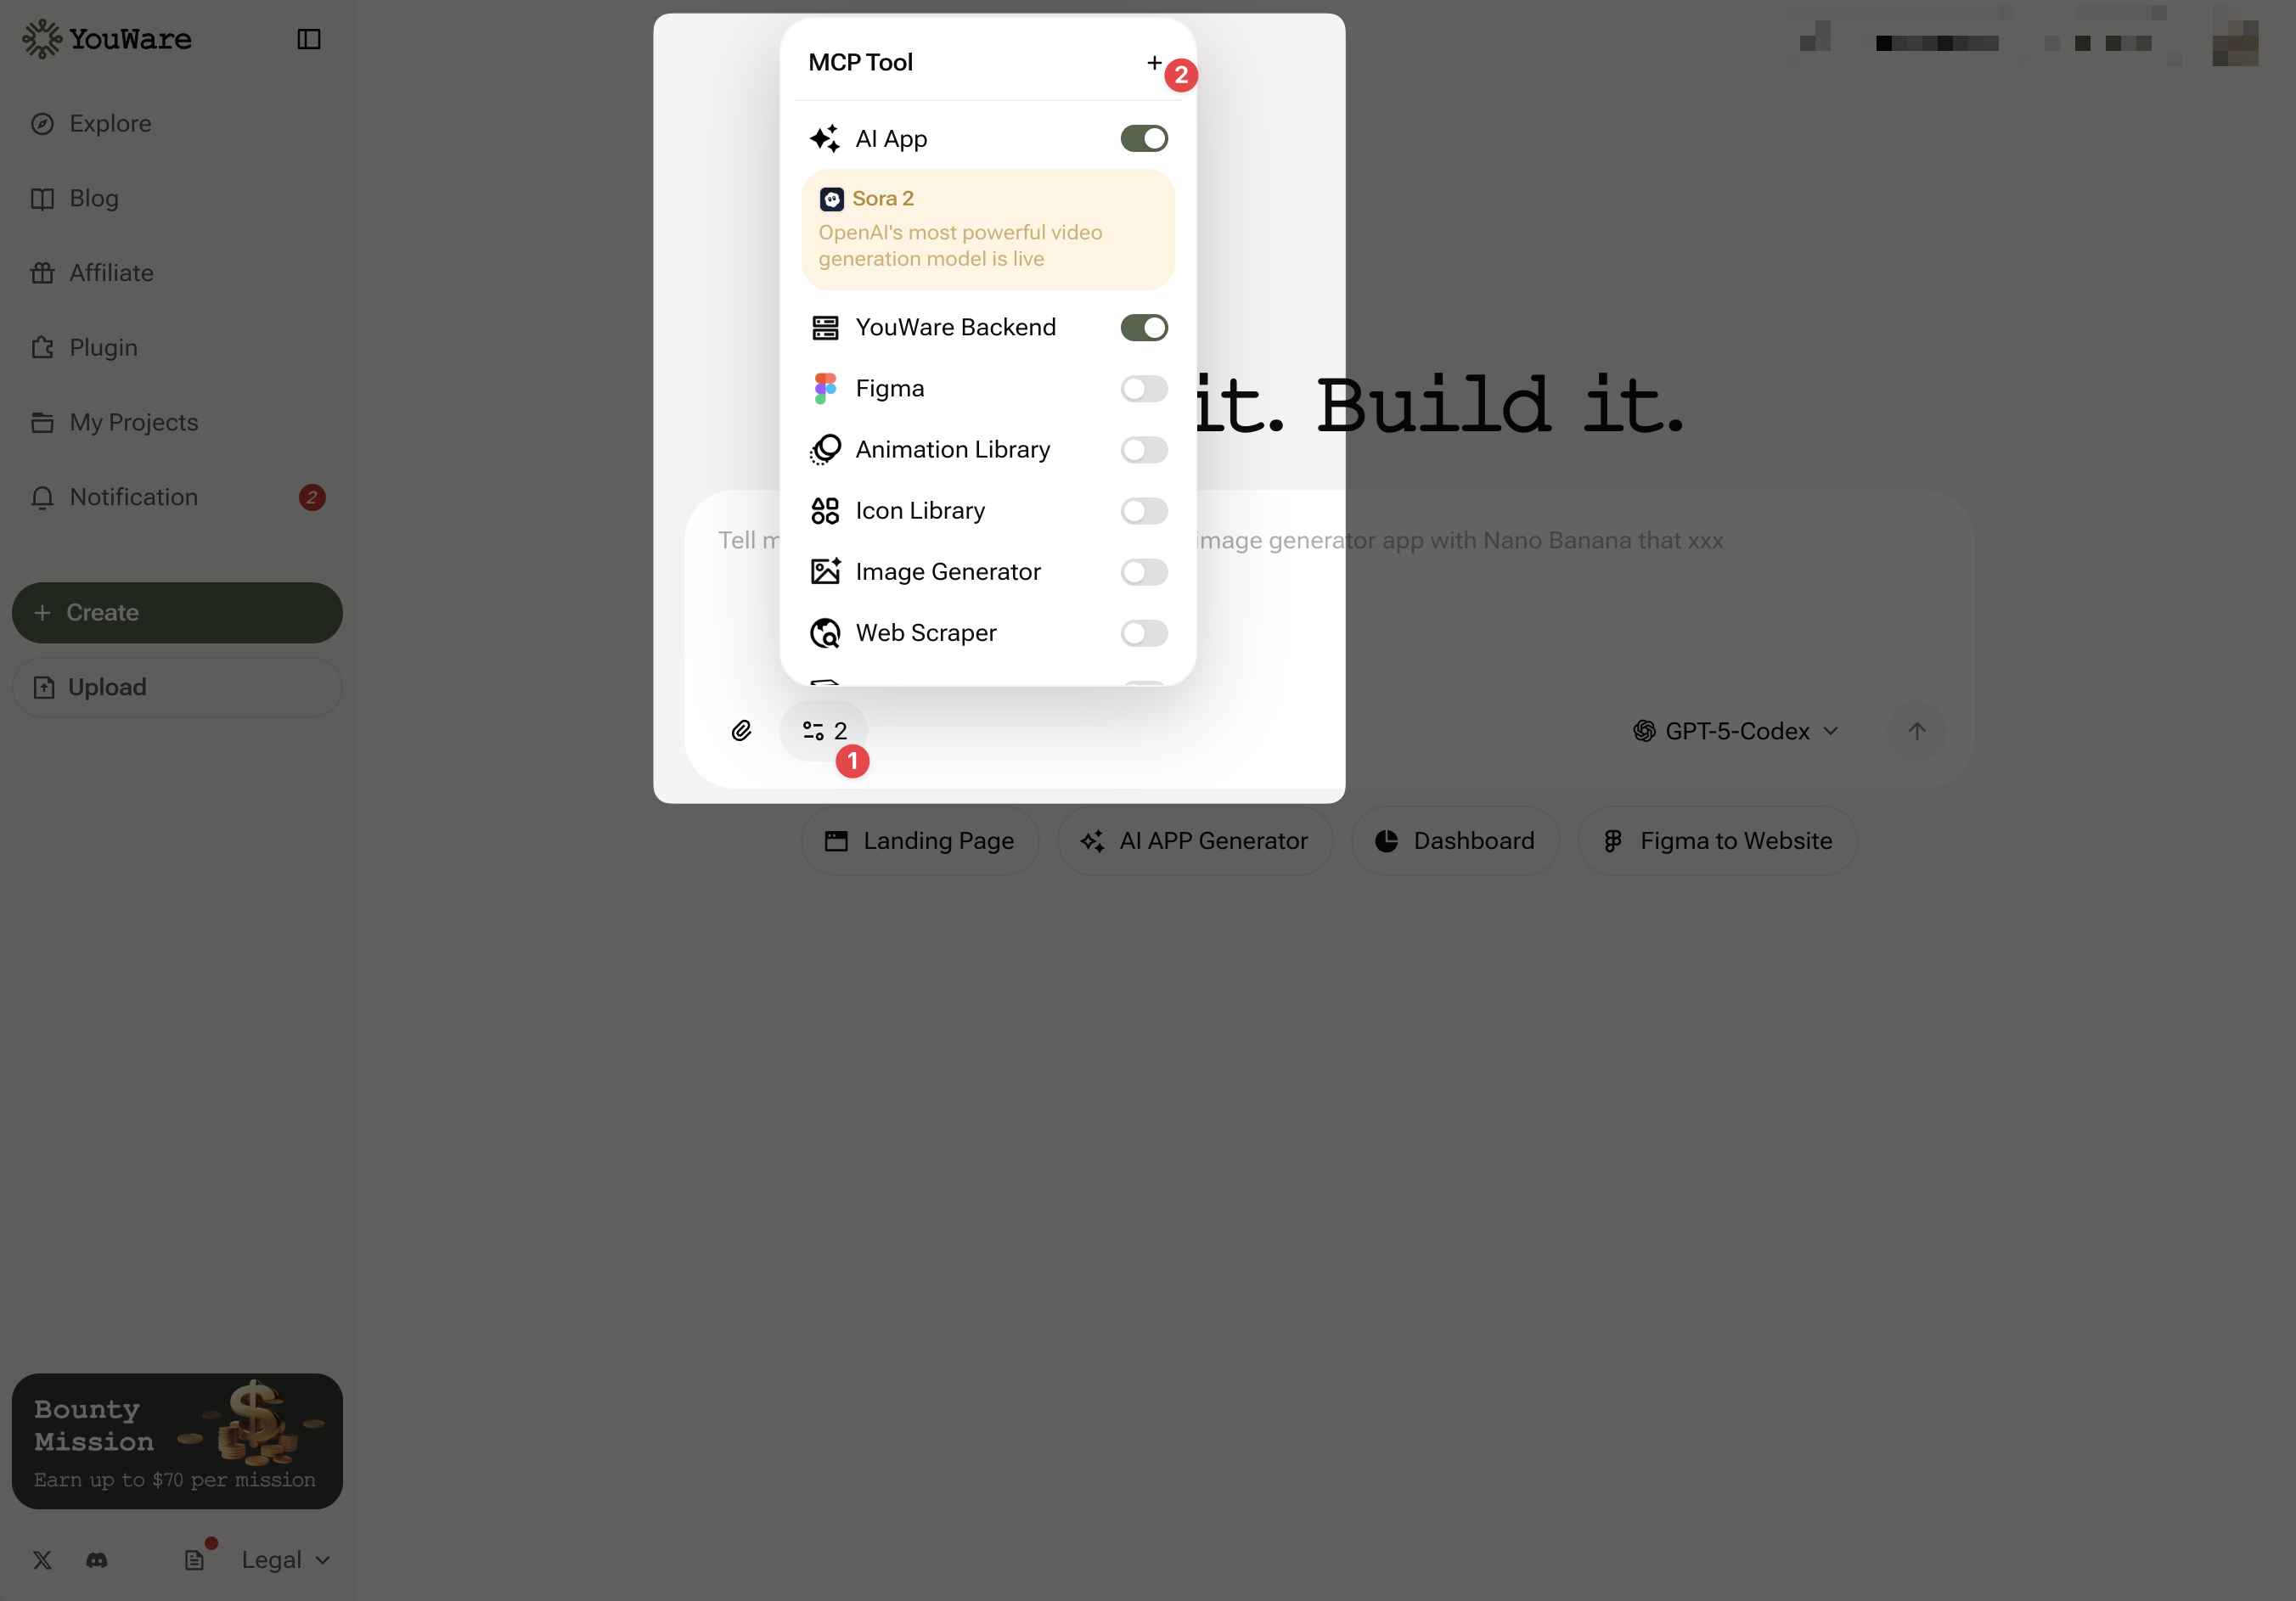 YouWare
Explore
Blog
Affiliate
Plugin
My Projects
Notification 2
+ Create
Upload
Bounty
Mission
Earn up to $70 per mission
Legal
MCP Tool + 2
AI App
Sora 2
OpenAI's most powerful video
generation model is live
YouWare Backend
Figma
Animation Library
Icon Library
Image Generator
Web Scraper
it. Build it.
Tell image generator app with Nano Banana that xxx
2
1
GPT-5-Codex
Landing Page
AI APP Generator
Dashboard
Figma to Website